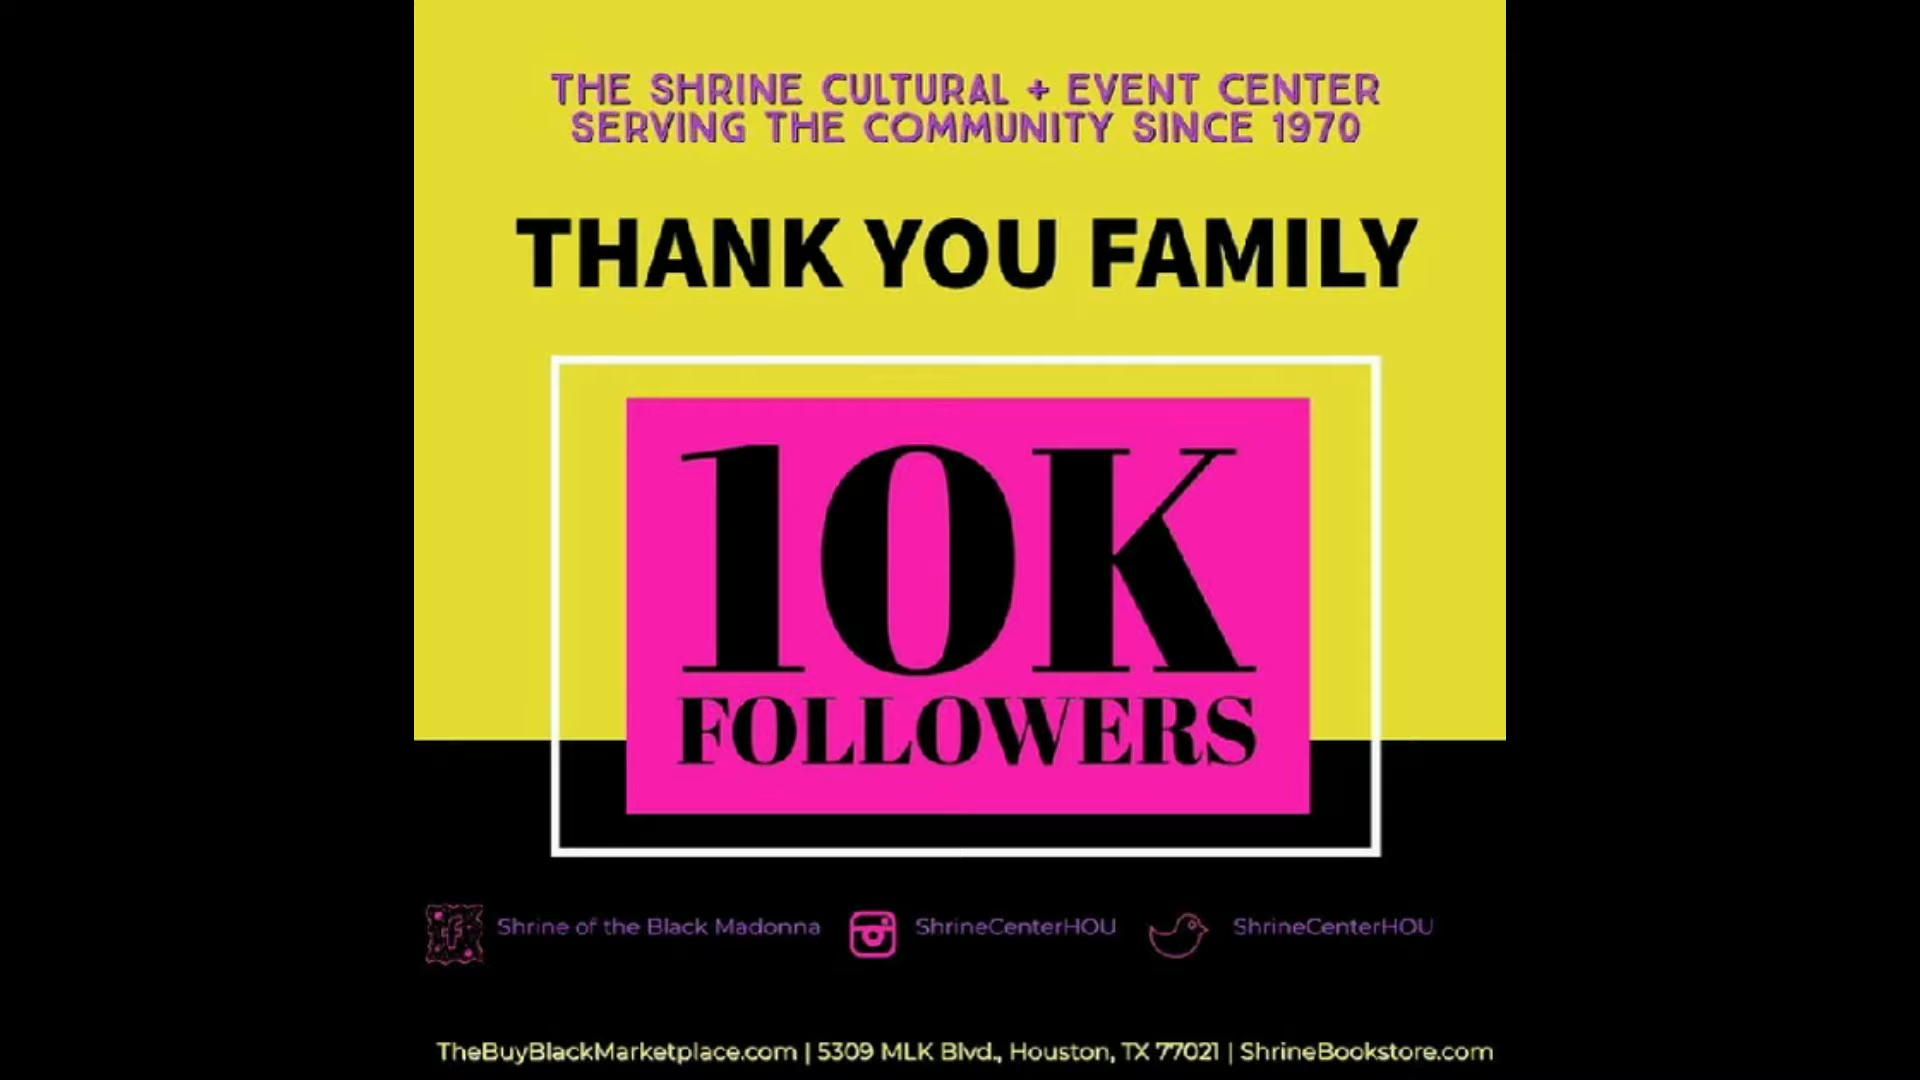 THE SHRINE CULTURAL + EVENT CENTER
SERVING THE COMMUNITY SINCE 1970
THANK YOU FAMILY
10K
FOLLOWERS
Shrine of the Black Madonna ShrineCenterHOU ShrineCenterHOU
TheBuyBlackMarketplace.com | 5309 MLK Blvd., Houston, TX 77021 | ShrineBookstore.com